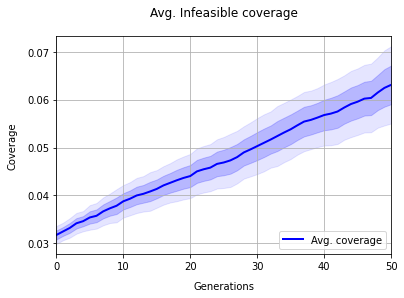 Avg. Infeasible coverage
0.07
0.06
0.05
0.04
0.03
Coverage
0 10 20 30 40 50
Generations
Avg. coverage